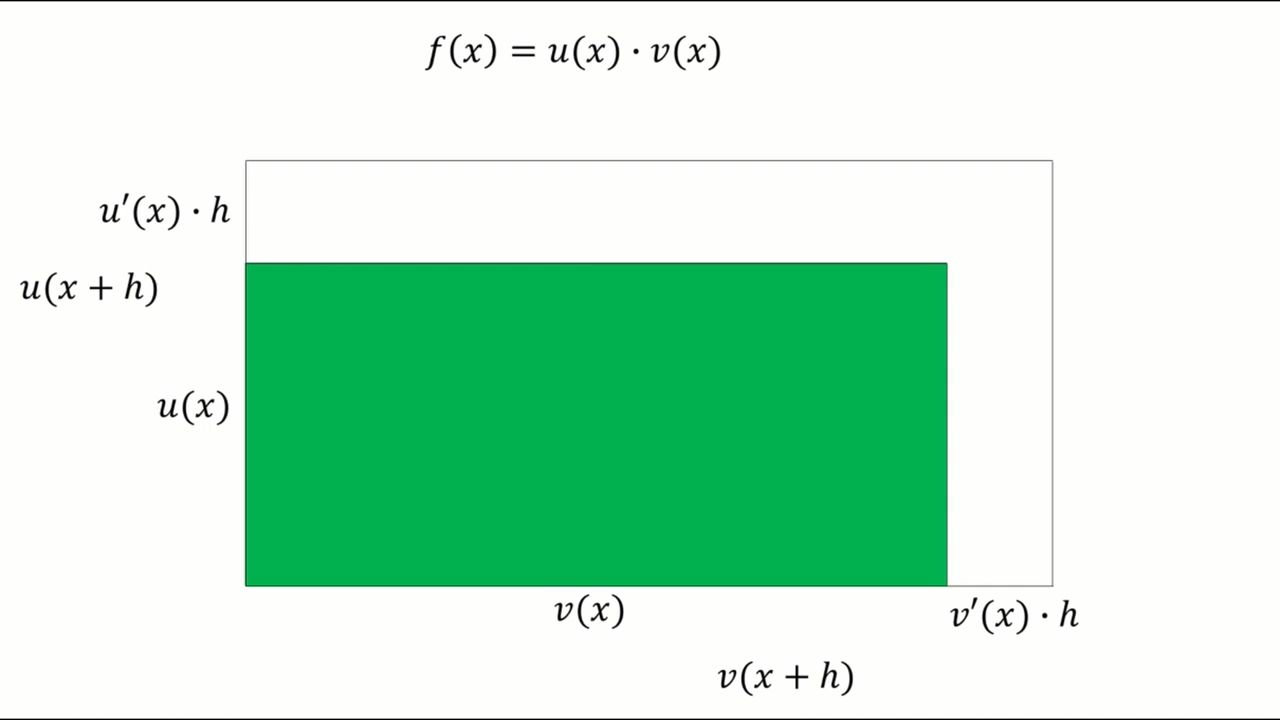 f(x) = u(x) · v(x)
u′(x) · h
u(x + h)
u(x)
v(x)
v′(x) · h
v(x + h)